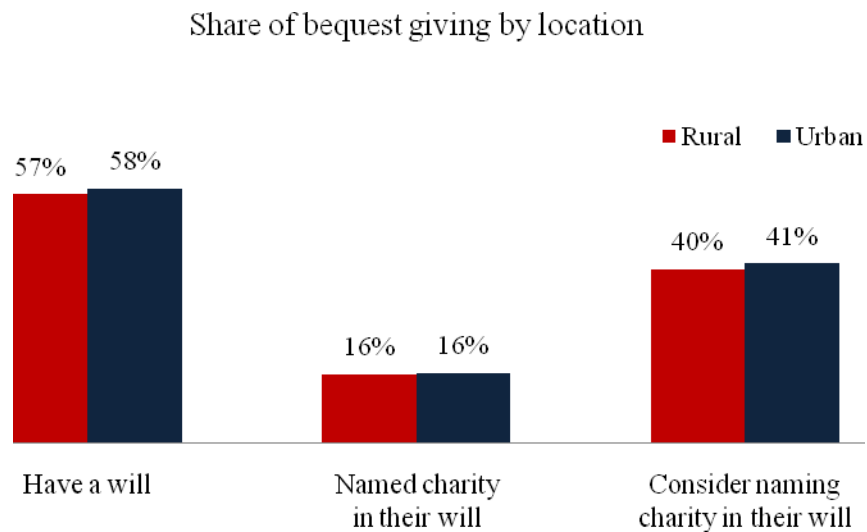 Share of bequest giving by location
Rural Urban
57% 58%
16% 16%
40% 41%
Have a will
Named charity
in their will
Consider naming
charity in their will